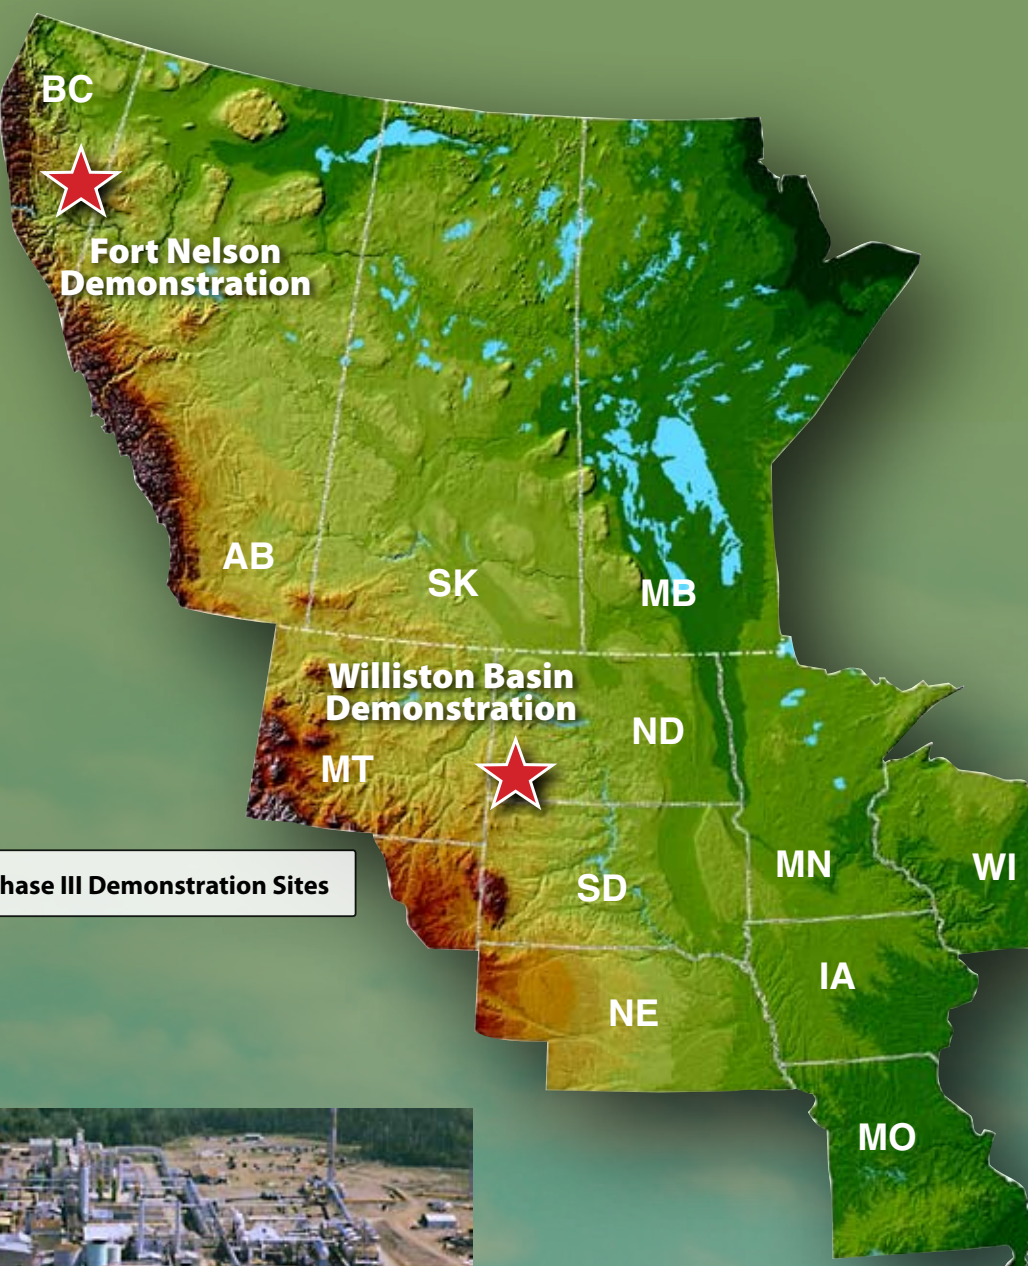 BC
Fort Nelson
Demonstration
AB
SK
MB
Williston Basin
Demonstration
ND
MT
MN
WI
hase III Demonstration Sites
SD
IA
NE
MO